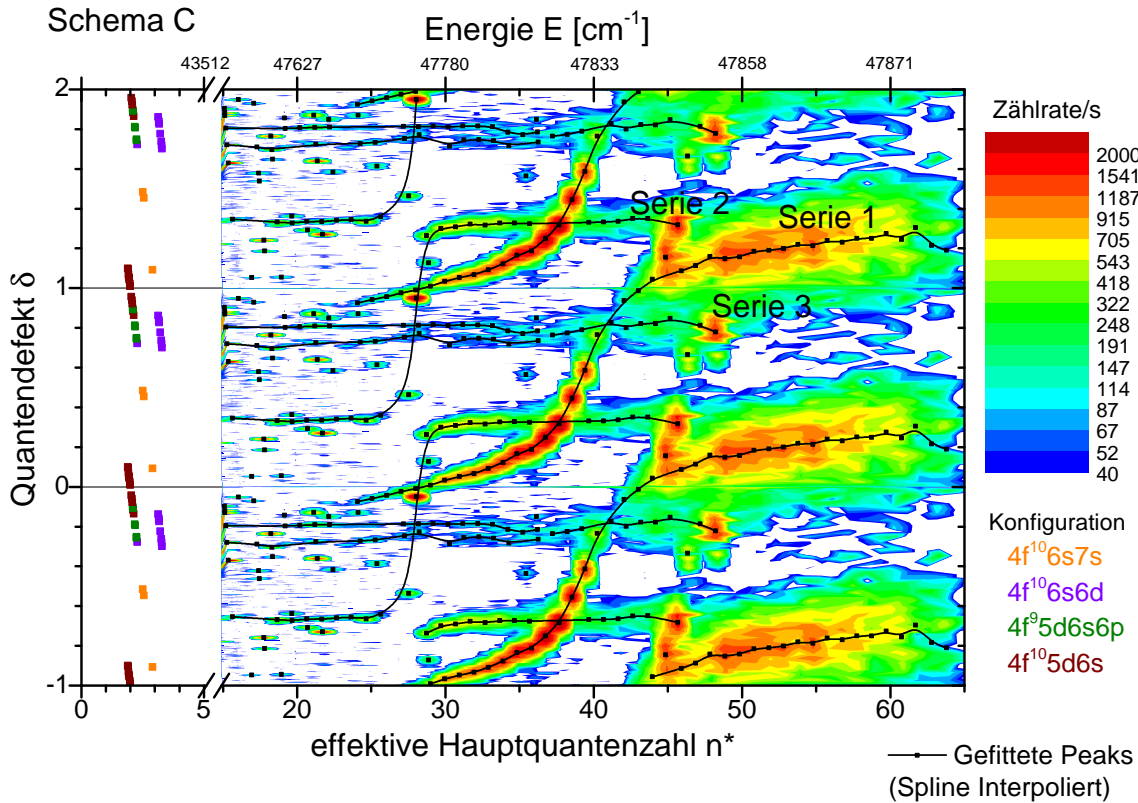 Schema C
Energie E [cm⁻¹]
43512 47627 47780 47833 47858 47871
2
1
0
-1
Quantendefekt δ
Serie 2
Serie 1
Serie 3
0 5 20 30 40 50 60
effektive Hauptquantenzahl n*
Zählrate/s
2000
1541
1187
915
705
543
418
322
248
191
147
114
87
67
52
40
Konfiguration
4f¹⁰6s7s
4f¹⁰6s6d
4f⁹5d6s6p
4f¹⁰5d6s
Gefittete Peaks
(Spline Interpoliert)